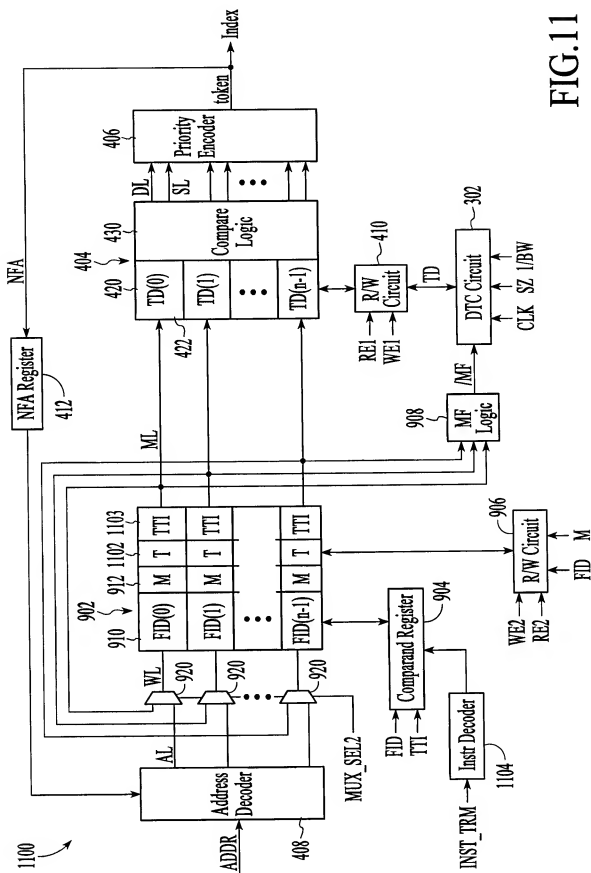 1100
NFA
NFA Register
412
ADDR
Address Decoder
408
AL
WL
920
920
920
MUX_SEL2
902
910
912
1102
1103
FID(0) M T TTI
FID(1) M T TTI
FID(n-1) M T TTI
ML
404
420
430
422
TD(0)
TD(1)
TD(n-1)
Compare Logic
DL
SL
Priority Encoder
406
token
Index
RE1
WE1
R/W Circuit
410
TD
DTC Circuit
302
CLK
SZ
1/BW
/MF
MF Logic
908
FID
TTI
Comparand Register
904
INST_TRM
Instr Decoder
1104
WE2
RE2
R/W Circuit
906
FID
M
FIG.11